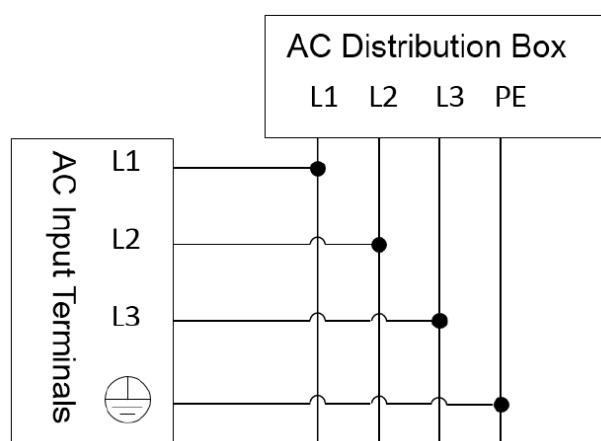 AC Distribution Box
L1 L2 L3 PE
AC Input Terminals
L1
L2
L3